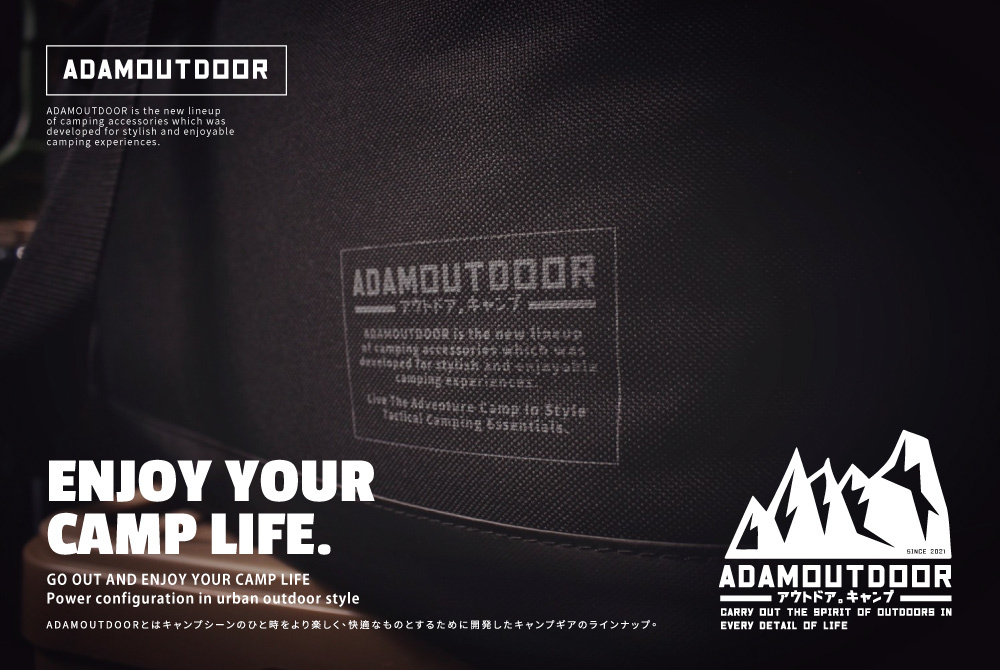 ADAMOUTDOOR
ADAMOUTDOOR is the new lineup
of camping accessories which was
developed for stylish and enjoyable
camping experiences.
ADAMOUTDOOR
アウトドア。キャンプ
ADAMOUTDOOR is the new lineup
of camping accessories which was
developed for stylish and enjoyable
camping experiences.
Live The Adventure Camp in Style
Tactical Camping Essentials.
ENJOY YOUR
CAMP LIFE.
GO OUT AND ENJOY YOUR CAMP LIFE
Power configuration in urban outdoor style
ADAMOUTDOORとはキャンプシーンのひと時をより楽しく、快適なものとするために開発したキャンプギアのラインナップ。
SINCE 2021
ADAMOUTDOOR
アウトドア。キャンプ
CARRY OUT THE SPIRIT OF OUTDOORS IN
EVERY DETAIL OF LIFE